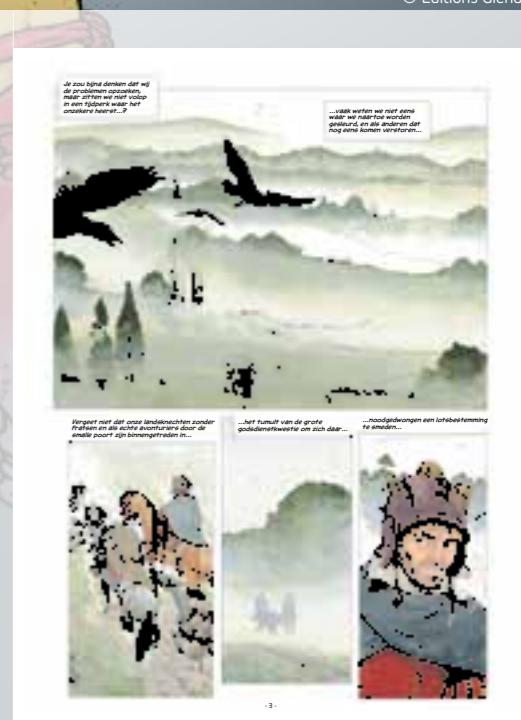 © Editions Glénat
Je zou bijna denken dat wij
de problemen opzoeken,
maar zitten we niet volop
in een tijdperk waar het
onzekere heerst...?
...vaak weten we niet eens
waar we naartoe worden
gesleurd, en als anderen dat
nog eens komen verstoren...
Vergeet niet dat onze landsknechten zonder
fratsen en als echte avonturiers door de
smalle poort zijn binnengetreden in...
...het tumult van de grote
godsdienstkwestie om zich daar...
...noodgedwongen een lotsbestemming
te smeden...
- 3 -